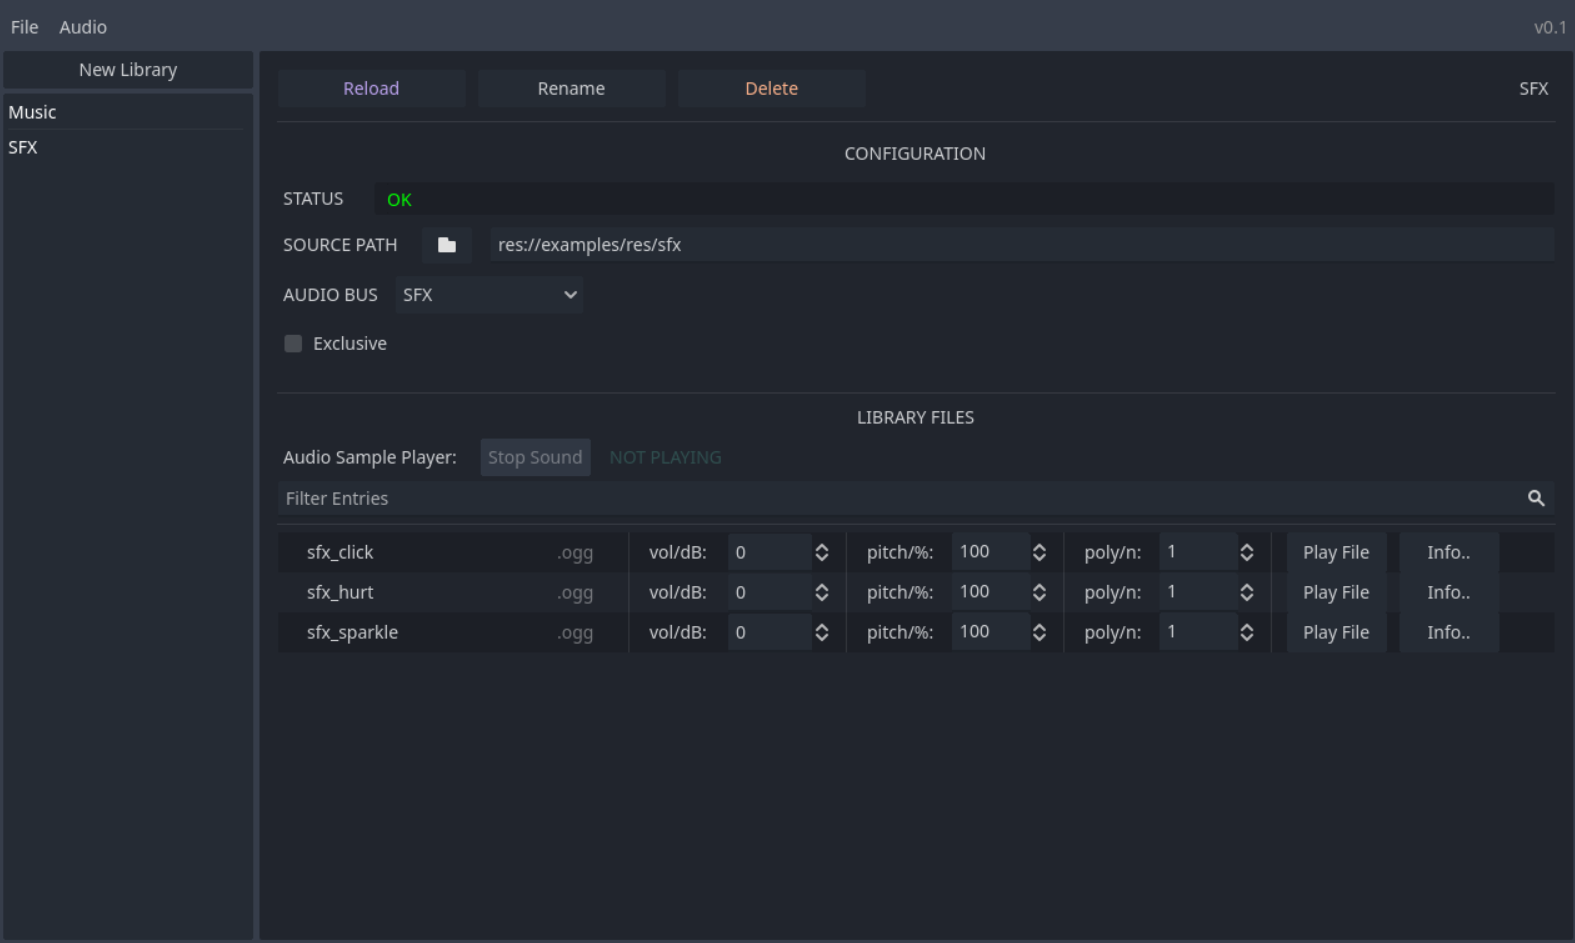 File Audio v0.1
New Library
Music
SFX
Reload Rename Delete SFX
CONFIGURATION
STATUS OK
SOURCE PATH res://examples/res/sfx
AUDIO BUS SFX
Exclusive
LIBRARY FILES
Audio Sample Player: Stop Sound NOT PLAYING
Filter Entries
sfx_click .ogg vol/dB: 0 pitch/%: 100 poly/n: 1 Play File Info..
sfx_hurt .ogg vol/dB: 0 pitch/%: 100 poly/n: 1 Play File Info..
sfx_sparkle .ogg vol/dB: 0 pitch/%: 100 poly/n: 1 Play File Info..